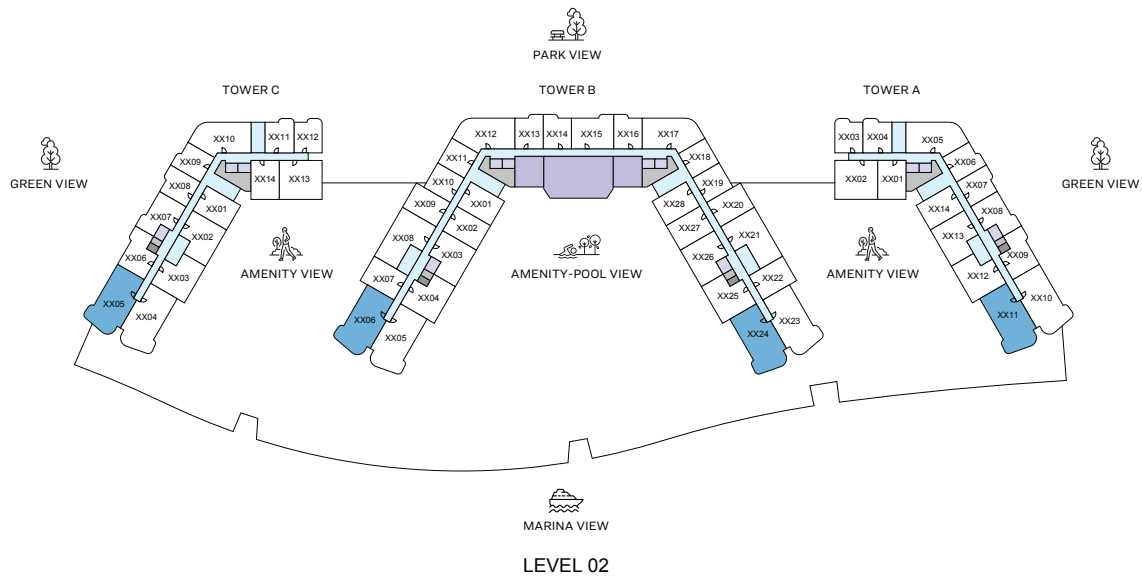 PARK VIEW
TOWER C
TOWER B
TOWER A
GREEN VIEW
GREEN VIEW
XX10
XX11
XX12
XX09
XX08
XX14
XX13
XX07
XX01
XX02
XX06
XX03
XX05
XX04
AMENITY VIEW
XX12
XX13
XX14
XX15
XX16
XX17
XX11
XX18
XX10
XX01
XX28
XX19
XX09
XX02
XX27
XX20
XX08
XX03
XX26
XX21
XX07
XX04
XX25
XX22
XX06
XX05
XX24
XX23
AMENITY-POOL VIEW
XX03
XX04
XX05
XX02
XX01
XX06
XX07
XX14
XX08
XX13
XX09
XX12
XX10
XX11
AMENITY VIEW
MARINA VIEW
LEVEL 02